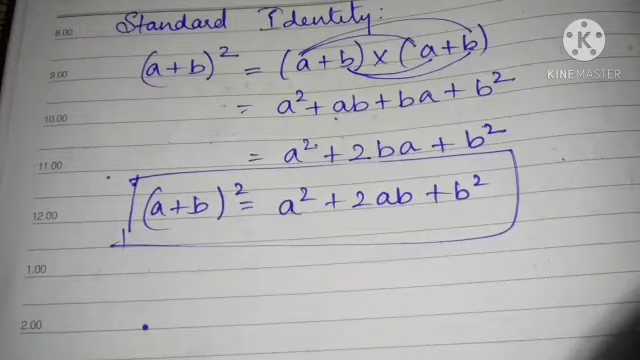 8.00 Standard Identity:
(a+b)² = (a+b) × (a+b)
9.00
= a² + ab + ba + b²
10.00
= a² + 2ba + b²
11.00
(a+b)² = a² + 2ab + b²
12.00
1.00
2.00
K
KINEMASTER